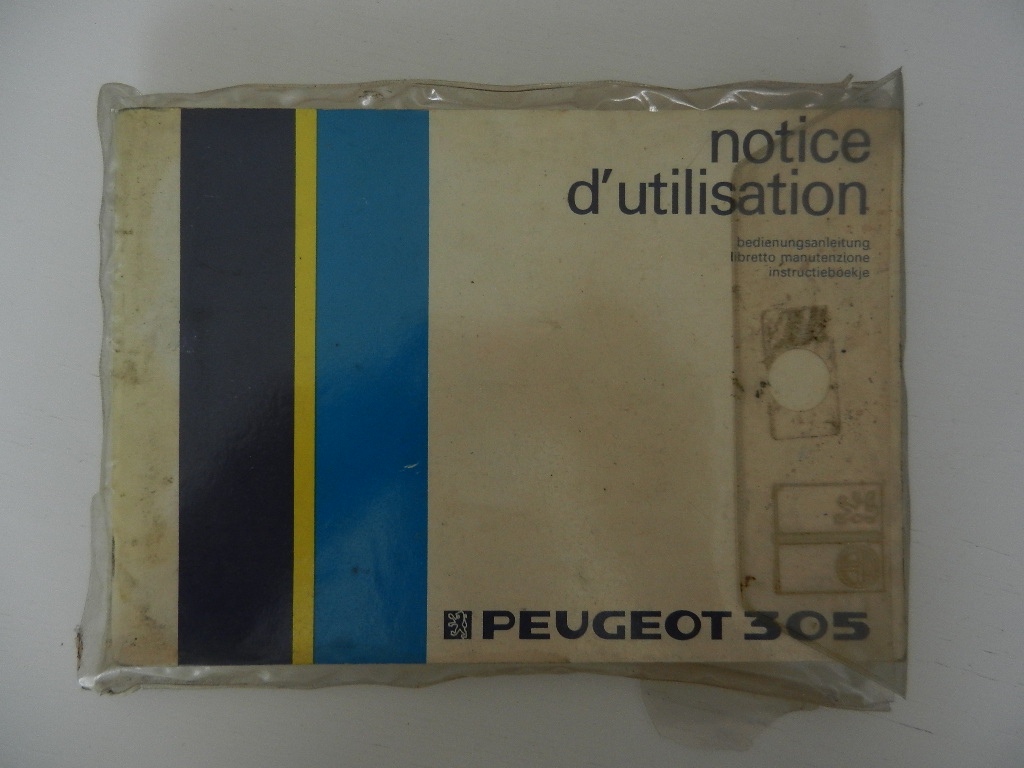 notice
d'utilisation
bedienungsanleitung
libretto manutenzione
instructieboekje
PEUGEOT 305